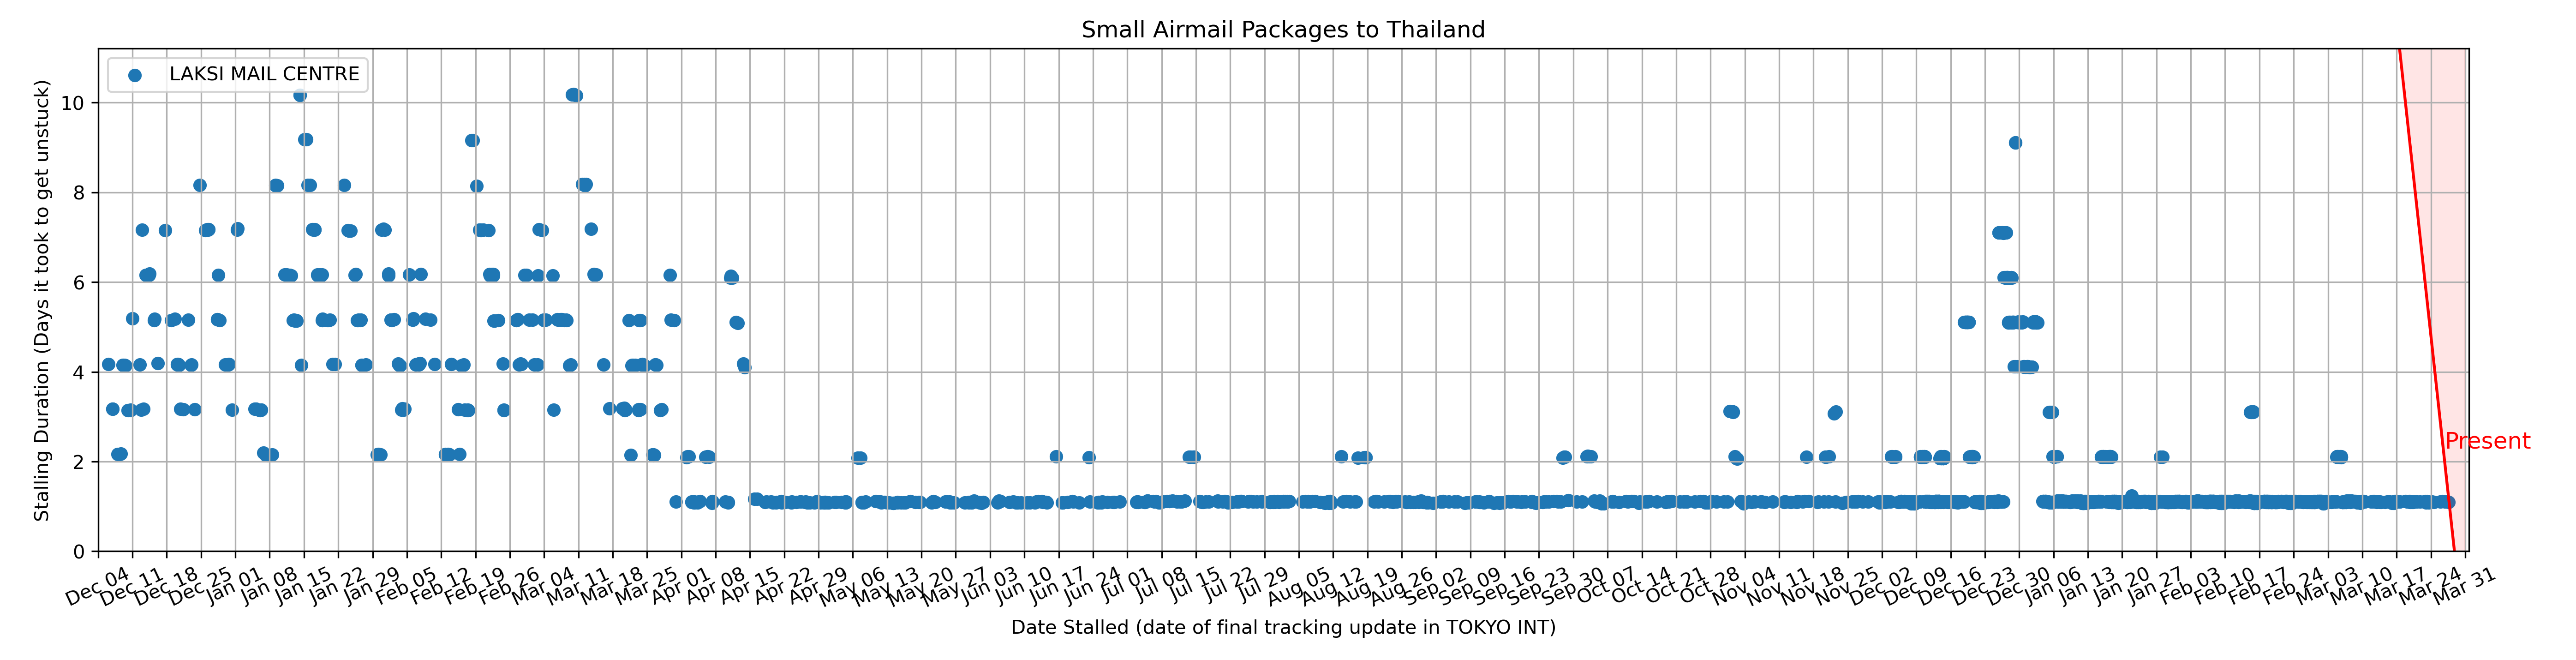 Small Airmail Packages to Thailand
LAKSI MAIL CENTRE
Stalling Duration (Days it took to get unstuck)
10
8
6
4
2
0
Present
Dec 04
Dec 11
Dec 18
Dec 25
Jan 01
Jan 08
Jan 15
Jan 22
Jan 29
Feb 05
Feb 12
Feb 19
Feb 26
Mar 04
Mar 11
Mar 18
Mar 25
Apr 01
Apr 08
Apr 15
Apr 22
Apr 29
May 06
May 13
May 20
May 27
Jun 03
Jun 10
Jun 17
Jun 24
Jul 01
Jul 08
Jul 15
Jul 22
Jul 29
Aug 05
Aug 12
Aug 19
Aug 26
Sep 02
Sep 09
Sep 16
Sep 23
Sep 30
Oct 07
Oct 14
Oct 21
Oct 28
Nov 04
Nov 11
Nov 18
Nov 25
Dec 02
Dec 09
Dec 16
Dec 23
Dec 30
Jan 06
Jan 13
Jan 20
Jan 27
Feb 03
Feb 10
Feb 17
Feb 24
Mar 03
Mar 10
Mar 17
Mar 24
Mar 31
Date Stalled (date of final tracking update in TOKYO INT)